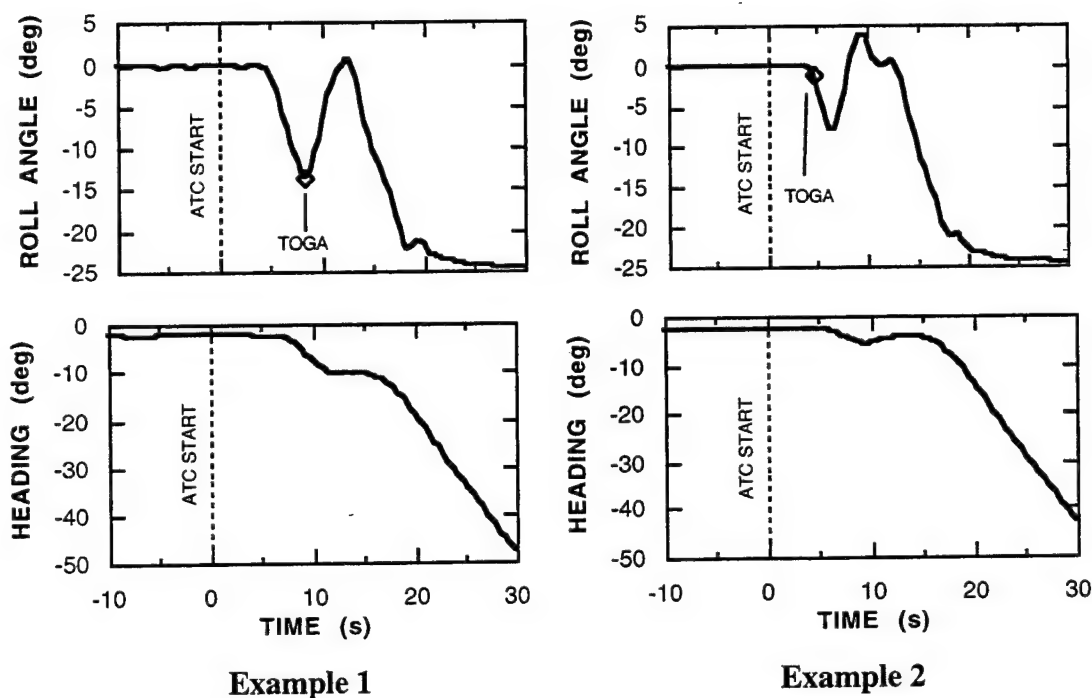 ROLL ANGLE (deg)
5
0
-5
-10
-15
-20
-25
ATC START
TOGA
HEADING (deg)
0
-10
-20
-30
-40
-50
ATC START
-10 0 10 20 30
TIME (s)
Example 1
ROLL ANGLE (deg)
5
0
-5
-10
-15
-20
-25
ATC START
TOGA
HEADING (deg)
0
-10
-20
-30
-40
-50
ATC START
-10 0 10 20 30
TIME (s)
Example 2